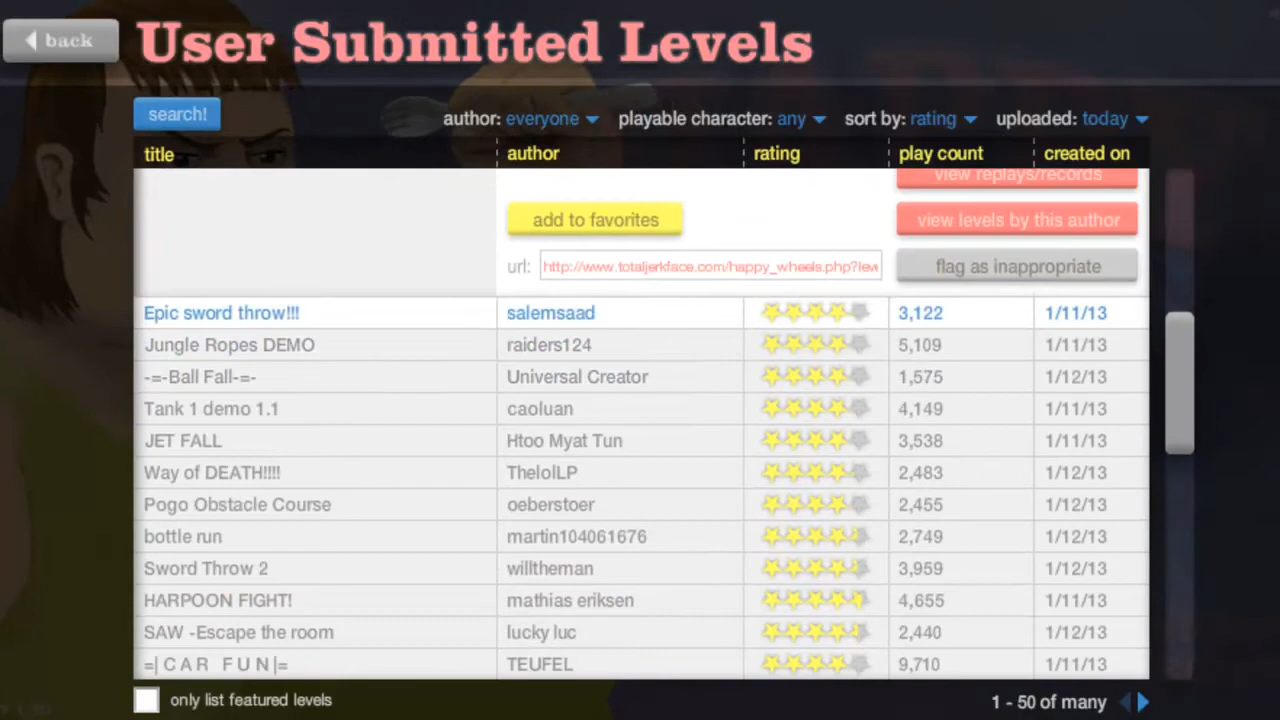 back
User Submitted Levels
search!
author: everyone playable character: any sort by: rating uploaded: today
title author rating play count created on
view replays/records
add to favorites view levels by this author
url: http://www.totaljerkface.com/happy_wheels.php?lev flag as inappropriate
Epic sword throw!!! salemsaad 3,122 1/11/13
Jungle Ropes DEMO raiders124 5,109 1/11/13
-=-Ball Fall-=- Universal Creator 1,575 1/12/13
Tank 1 demo 1.1 caoluan 4,149 1/11/13
JET FALL Htoo Myat Tun 3,538 1/11/13
Way of DEATH!!!! ThelolLP 2,483 1/12/13
Pogo Obstacle Course oeberstoer 2,455 1/12/13
bottle run martin104061676 2,749 1/12/13
Sword Throw 2 willtheman 3,959 1/12/13
HARPOON FIGHT! mathias eriksen 4,655 1/11/13
SAW -Escape the room lucky luc 2,440 1/12/13
=| C A R F U N |= TEUFEL 9,710 1/11/13
only list featured levels 1 - 50 of many